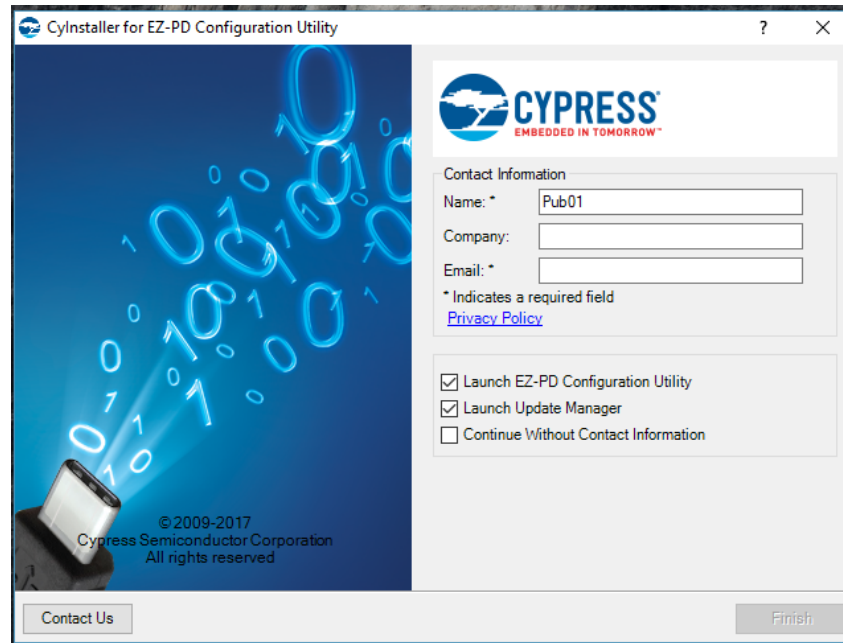 CyInstaller for EZ-PD Configuration Utility
CYPRESS
EMBEDDED IN TOMORROW™
Contact Information
Name: * Pub01
Company:
Email: *
* Indicates a required field
Privacy Policy
Launch EZ-PD Configuration Utility
Launch Update Manager
Continue Without Contact Information
© 2009-2017
Cypress Semiconductor Corporation
All rights reserved
Contact Us
Finish